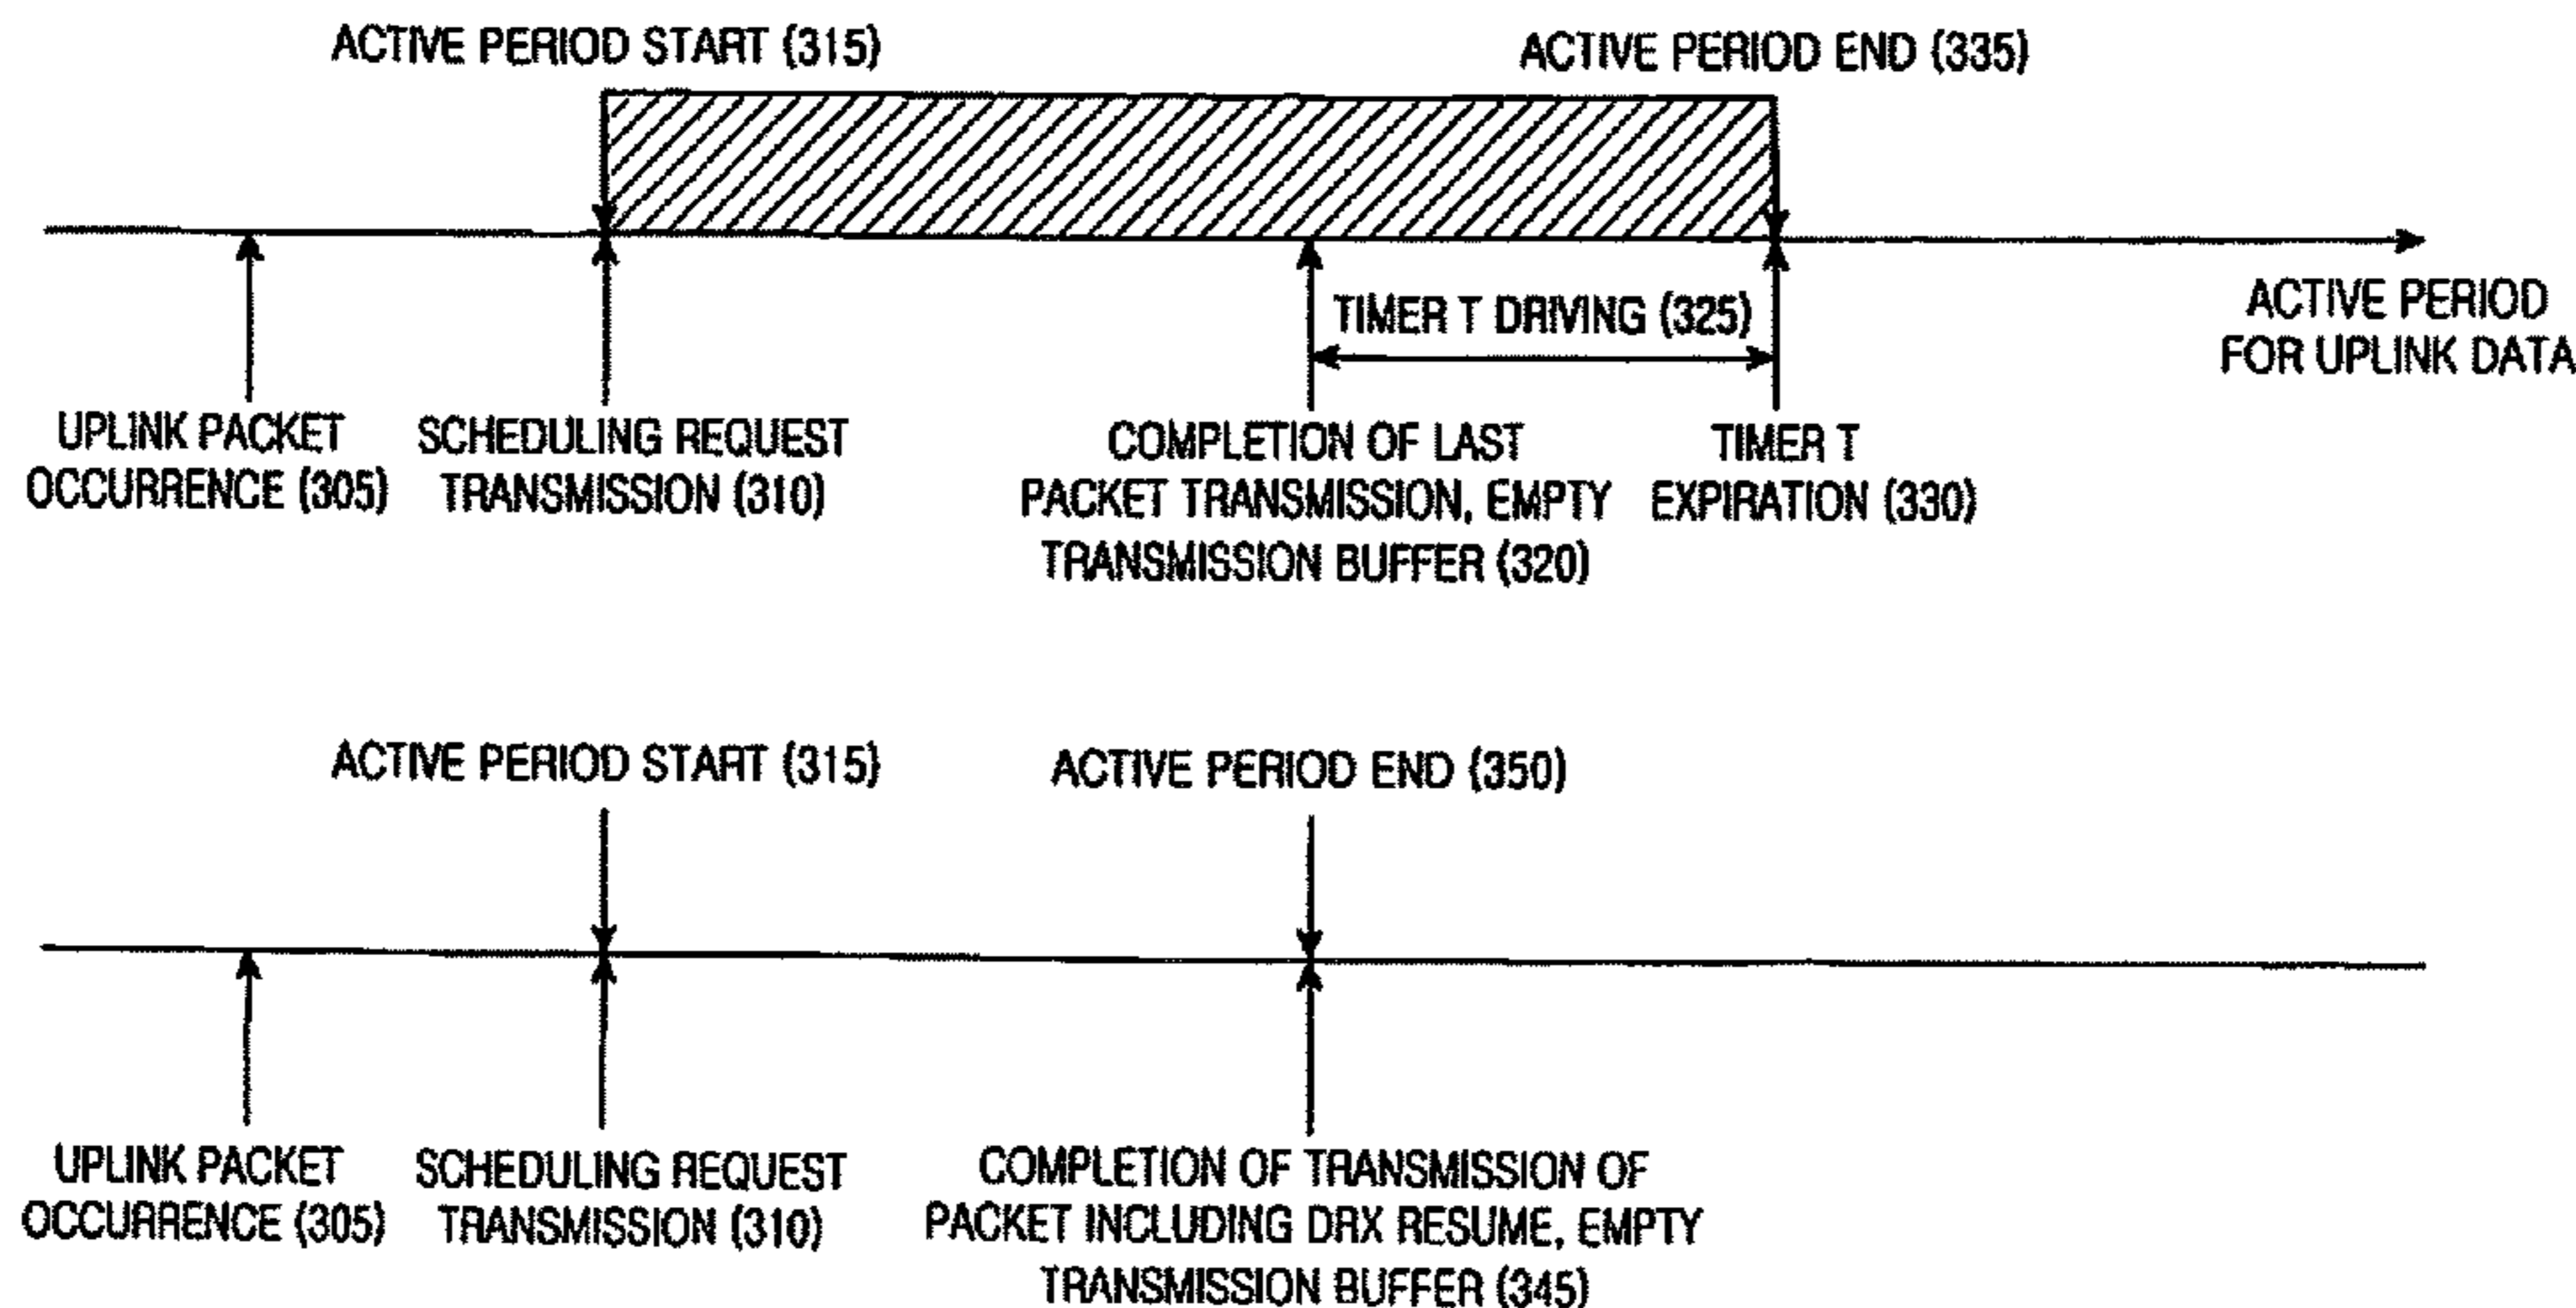 ACTIVE PERIOD START (315)
ACTIVE PERIOD END (335)
TIMER T DRIVING (325)
ACTIVE PERIOD
FOR UPLINK DATA
UPLINK PACKET
OCCURRENCE (305)
SCHEDULING REQUEST
TRANSMISSION (310)
COMPLETION OF LAST
PACKET TRANSMISSION, EMPTY
TRANSMISSION BUFFER (320)
TIMER T
EXPIRATION (330)
ACTIVE PERIOD START (315)
ACTIVE PERIOD END (350)
UPLINK PACKET
OCCURRENCE (305)
SCHEDULING REQUEST
TRANSMISSION (310)
COMPLETION OF TRANSMISSION OF
PACKET INCLUDING DRX RESUME, EMPTY
TRANSMISSION BUFFER (345)